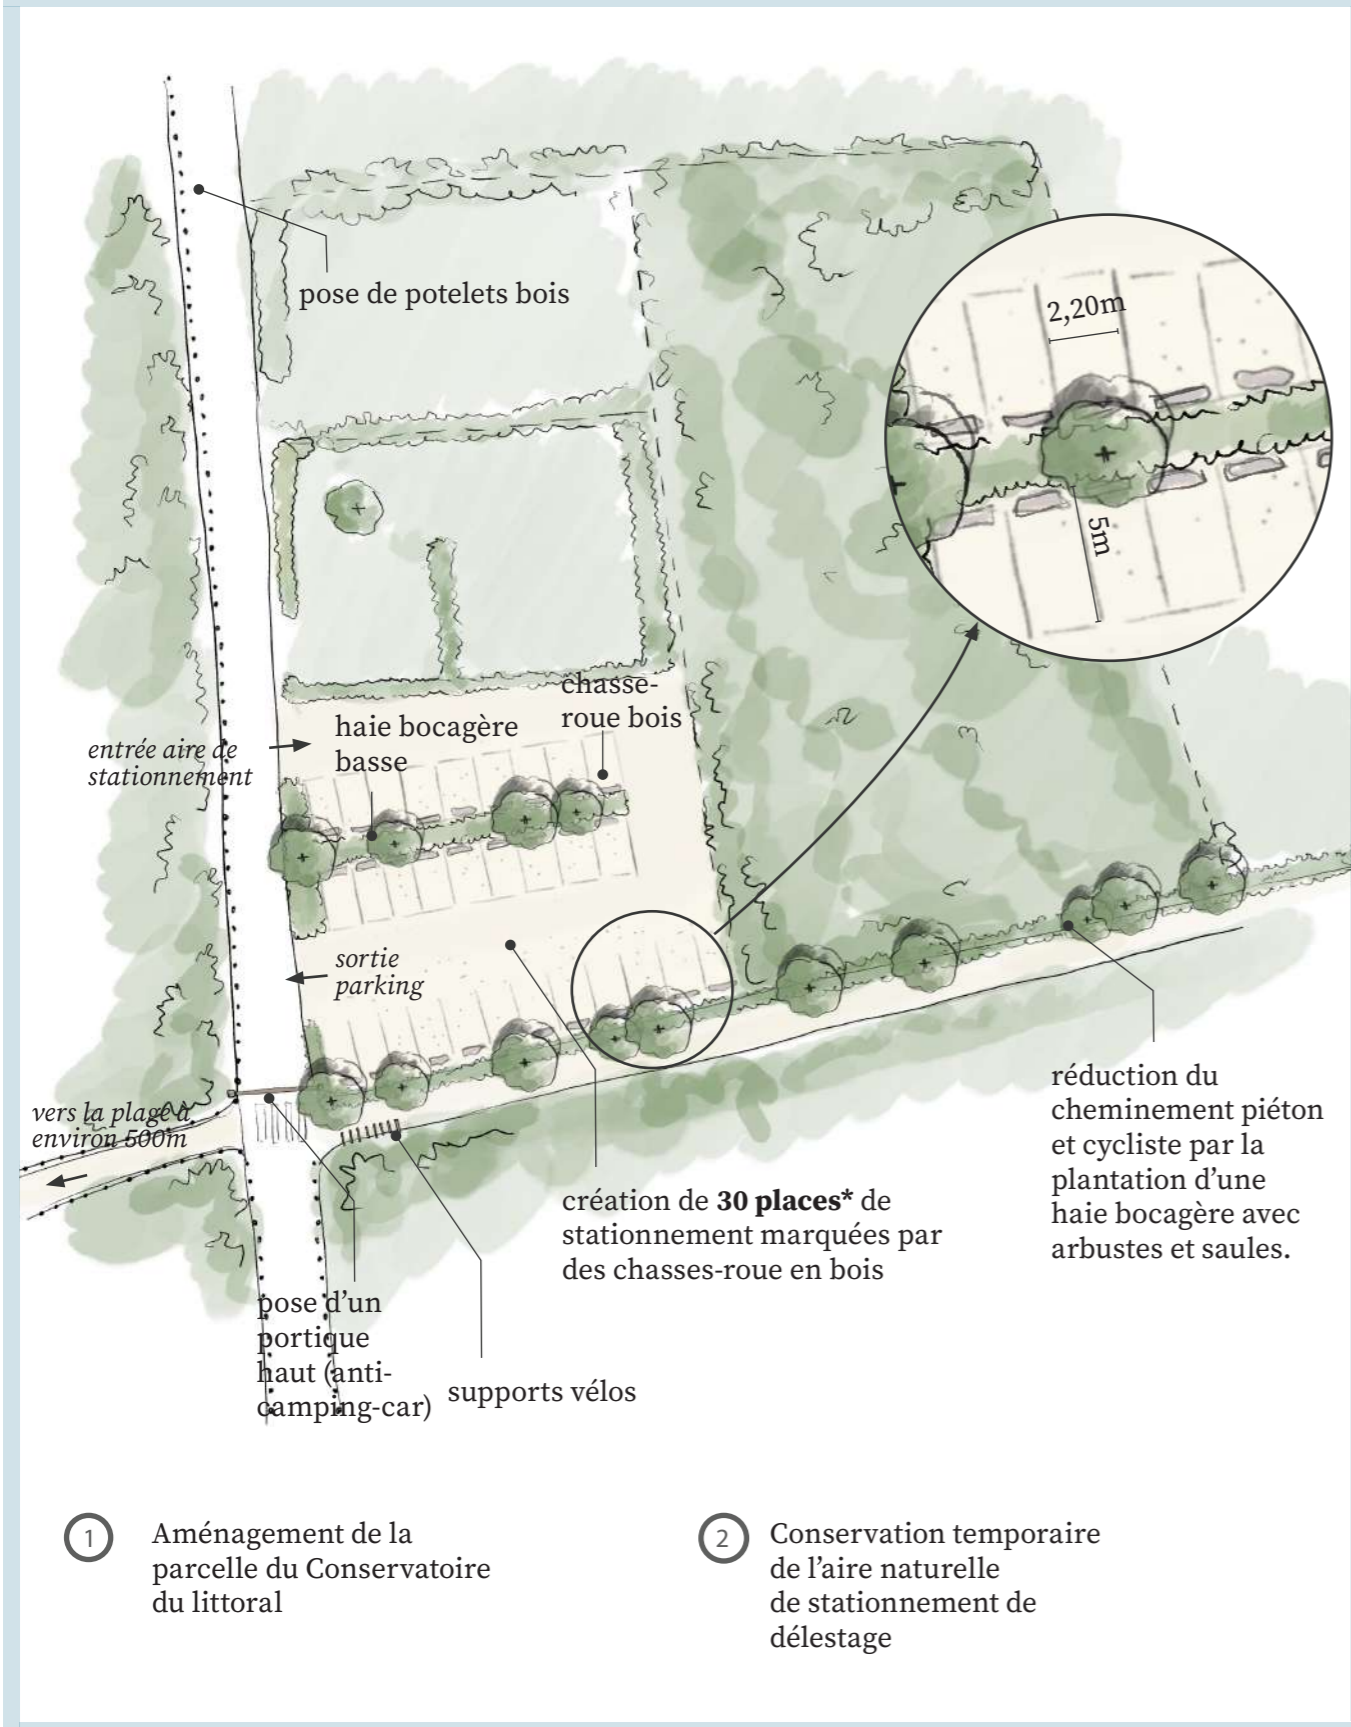 pose de potelets bois
2,20m
5m
chasse-
roue bois
haie bocagère
basse
entrée aire de
stationnement
sortie
parking
vers la plage à
environ 500m
réduction du
cheminement piéton
et cycliste par la
plantation d'une
haie bocagère avec
arbustes et saules.
création de 30 places* de
stationnement marquées par
des chasses-roue en bois
pose d'un
portique
haut (anti-
camping-car)
supports vélos
1
Aménagement de la
parcelle du Conservatoire
du littoral
2
Conservation temporaire
de l'aire naturelle
de stationnement de
délestage